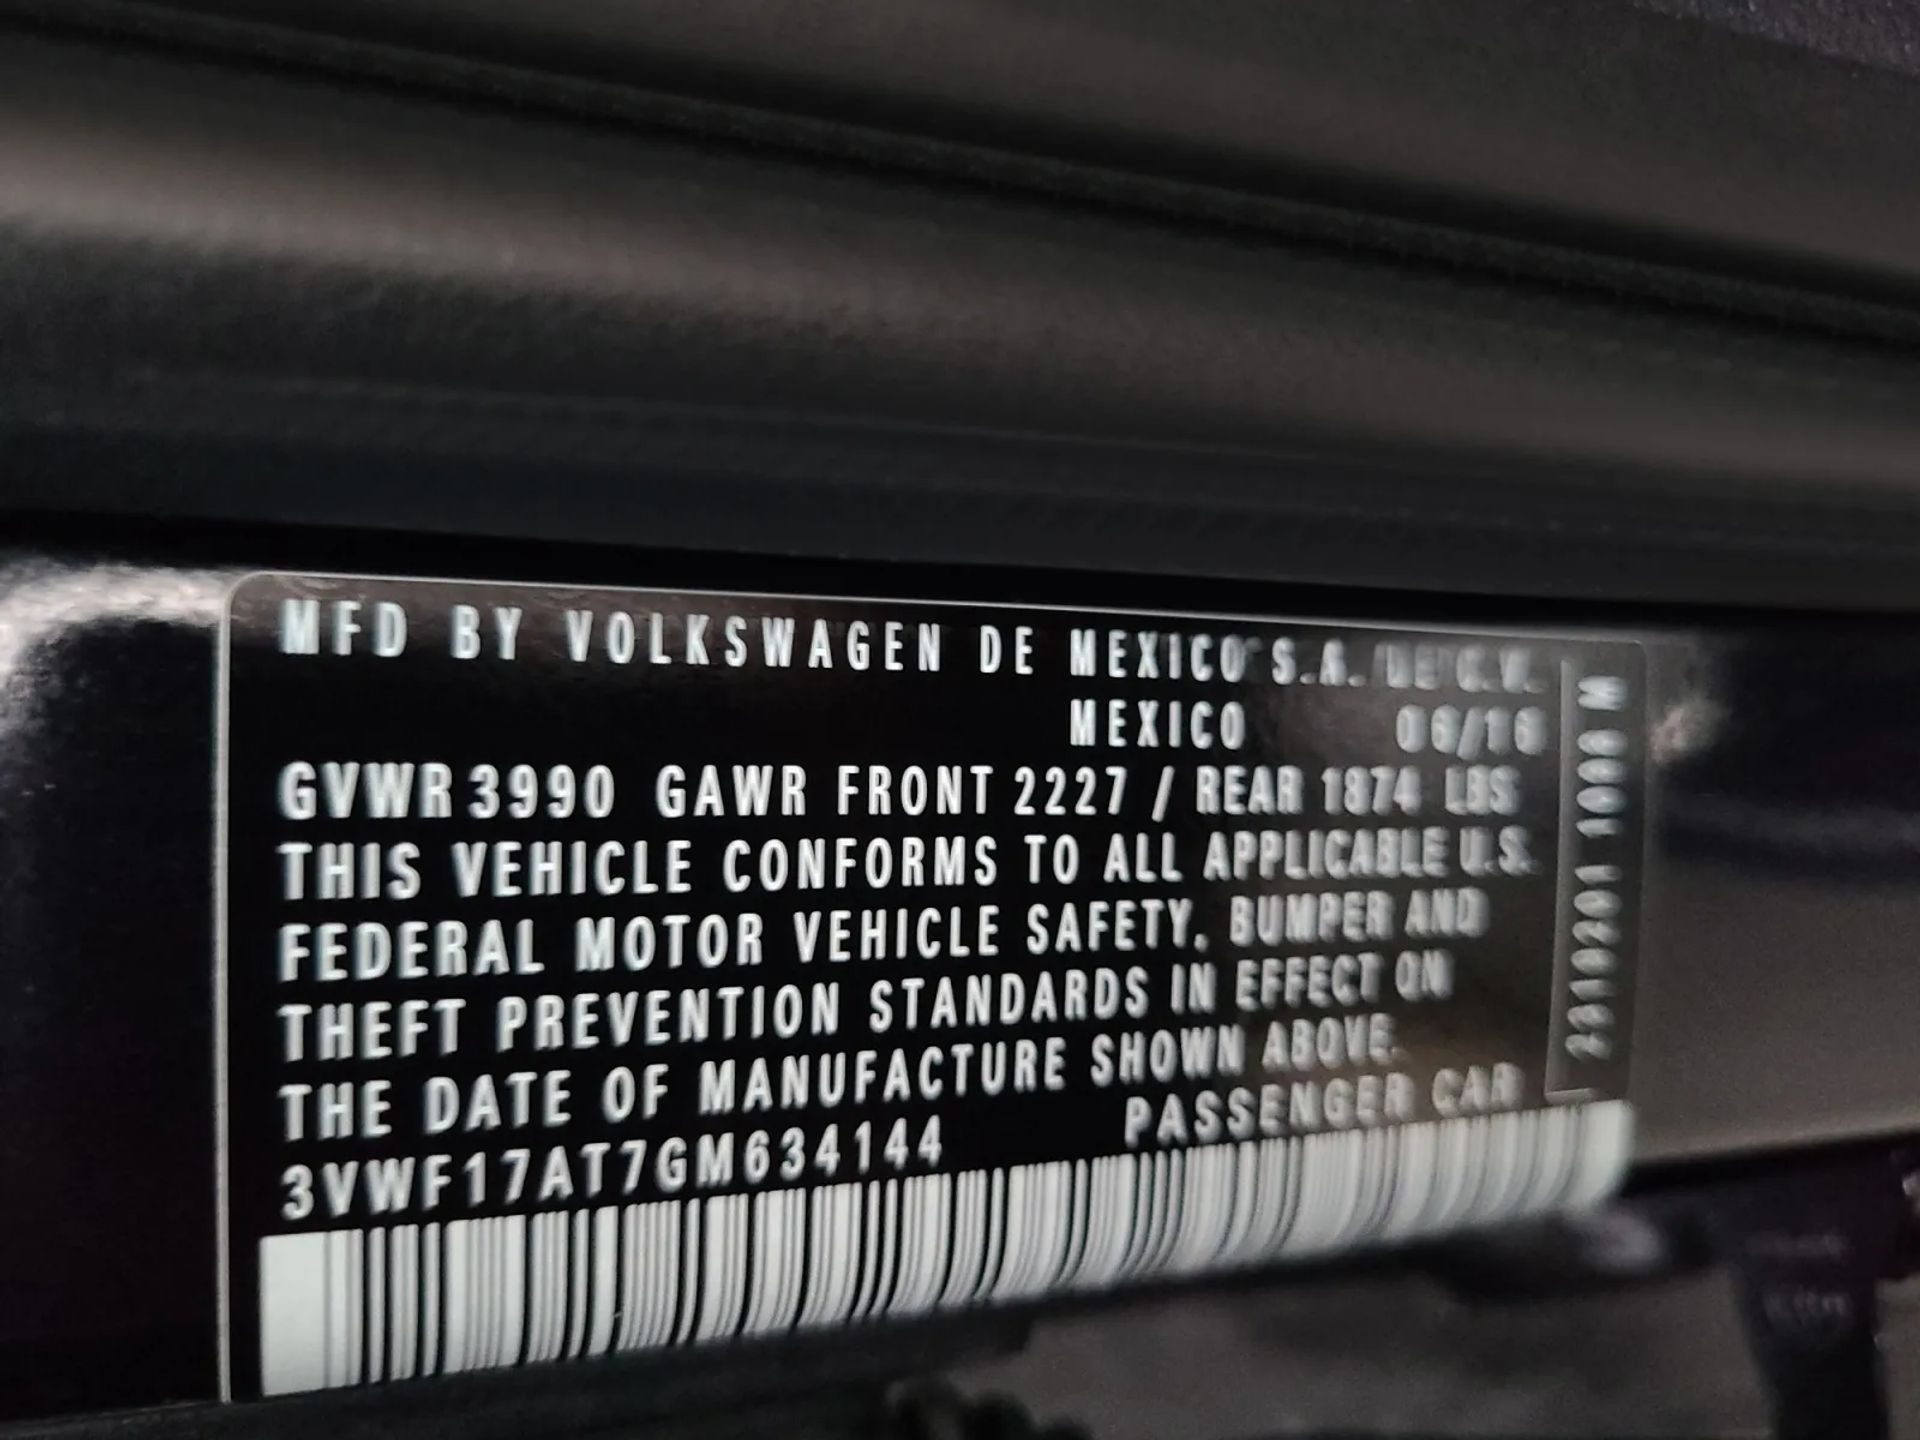 MFD BY VOLKSWAGEN DE MEXICO S.A. DE C.V.
MEXICO 06/16
GVWR 3990 GAWR FRONT 2227 / REAR 1874 LBS
THIS VEHICLE CONFORMS TO ALL APPLICABLE U.S.
FEDERAL MOTOR VEHICLE SAFETY. BUMPER AND
THEFT PREVENTION STANDARDS IN EFFECT ON
THE DATE OF MANUFACTURE SHOWN ABOVE.
3VWF17AT7GM634144 PASSENGER CAR